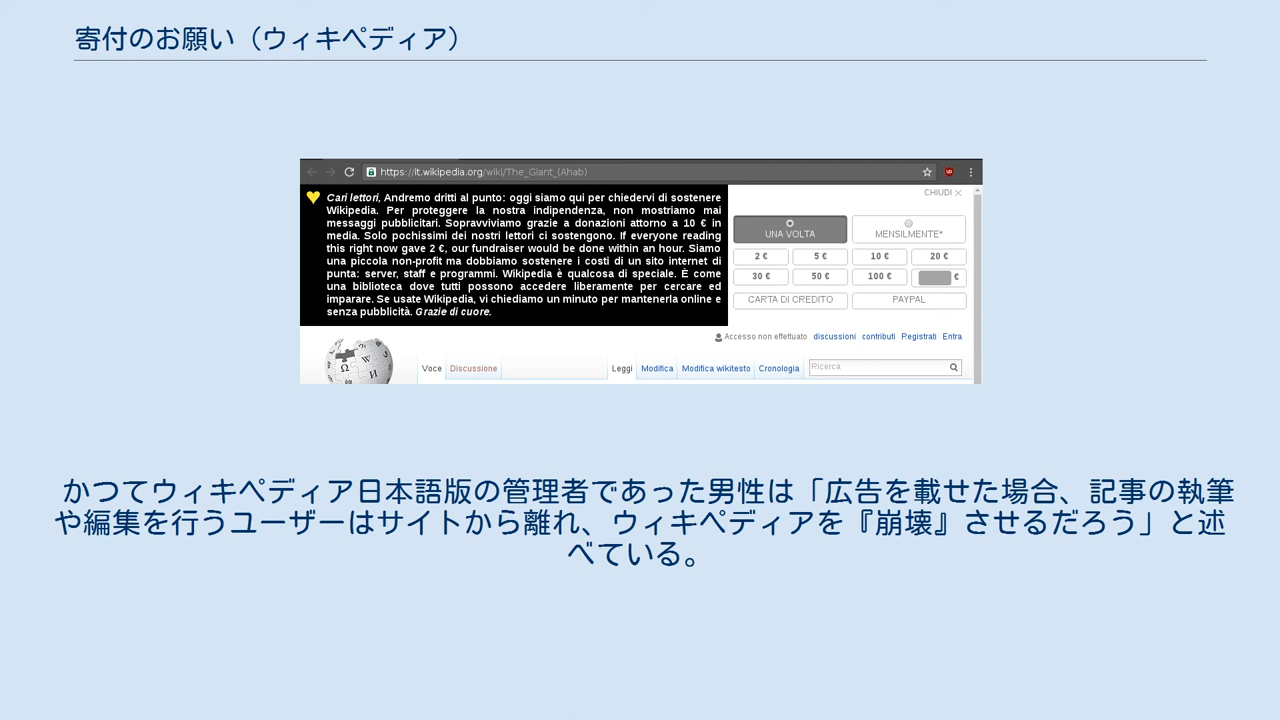 寄付のお願い（ウィキペディア）
https://it.wikipedia.org/wiki/The_Giant_(Ahab)
Cari lettori, Andremo dritti al punto: oggi siamo qui per chiedervi di sostenere
Wikipedia. Per proteggere la nostra indipendenza, non mostriamo mai
messaggi pubblicitari. Sopravviviamo grazie a donazioni attorno a 10 € in
media. Solo pochissimi dei nostri lettori ci sostengono. If everyone reading
this right now gave 2 €, our fundraiser would be done within an hour. Siamo
una piccola non-profit ma dobbiamo sostenere i costi di un sito internet di
punta: server, staff e programmi. Wikipedia è qualcosa di speciale. È come
una biblioteca dove tutti possono accedere liberamente per cercare ed
imparare. Se usate Wikipedia, vi chiediamo un minuto per mantenerla online e
senza pubblicità. Grazie di cuore.
CHIUDI ×
UNA VOLTA MENSILMENTE*
2 € 5 € 10 € 20 €
30 € 50 € 100 € €
CARTA DI CREDITO PAYPAL
Accesso non effettuato discussioni contributi Registrati Entra
Voce Discussione Leggi Modifica Modifica wikitesto Cronologia Ricerca
かつてウィキペディア日本語版の管理者であった男性は「広告を載せた場合、記事の執筆
や編集を行うユーザーはサイトから離れ、ウィキペディアを『崩壊』させるだろう」と述
べている。